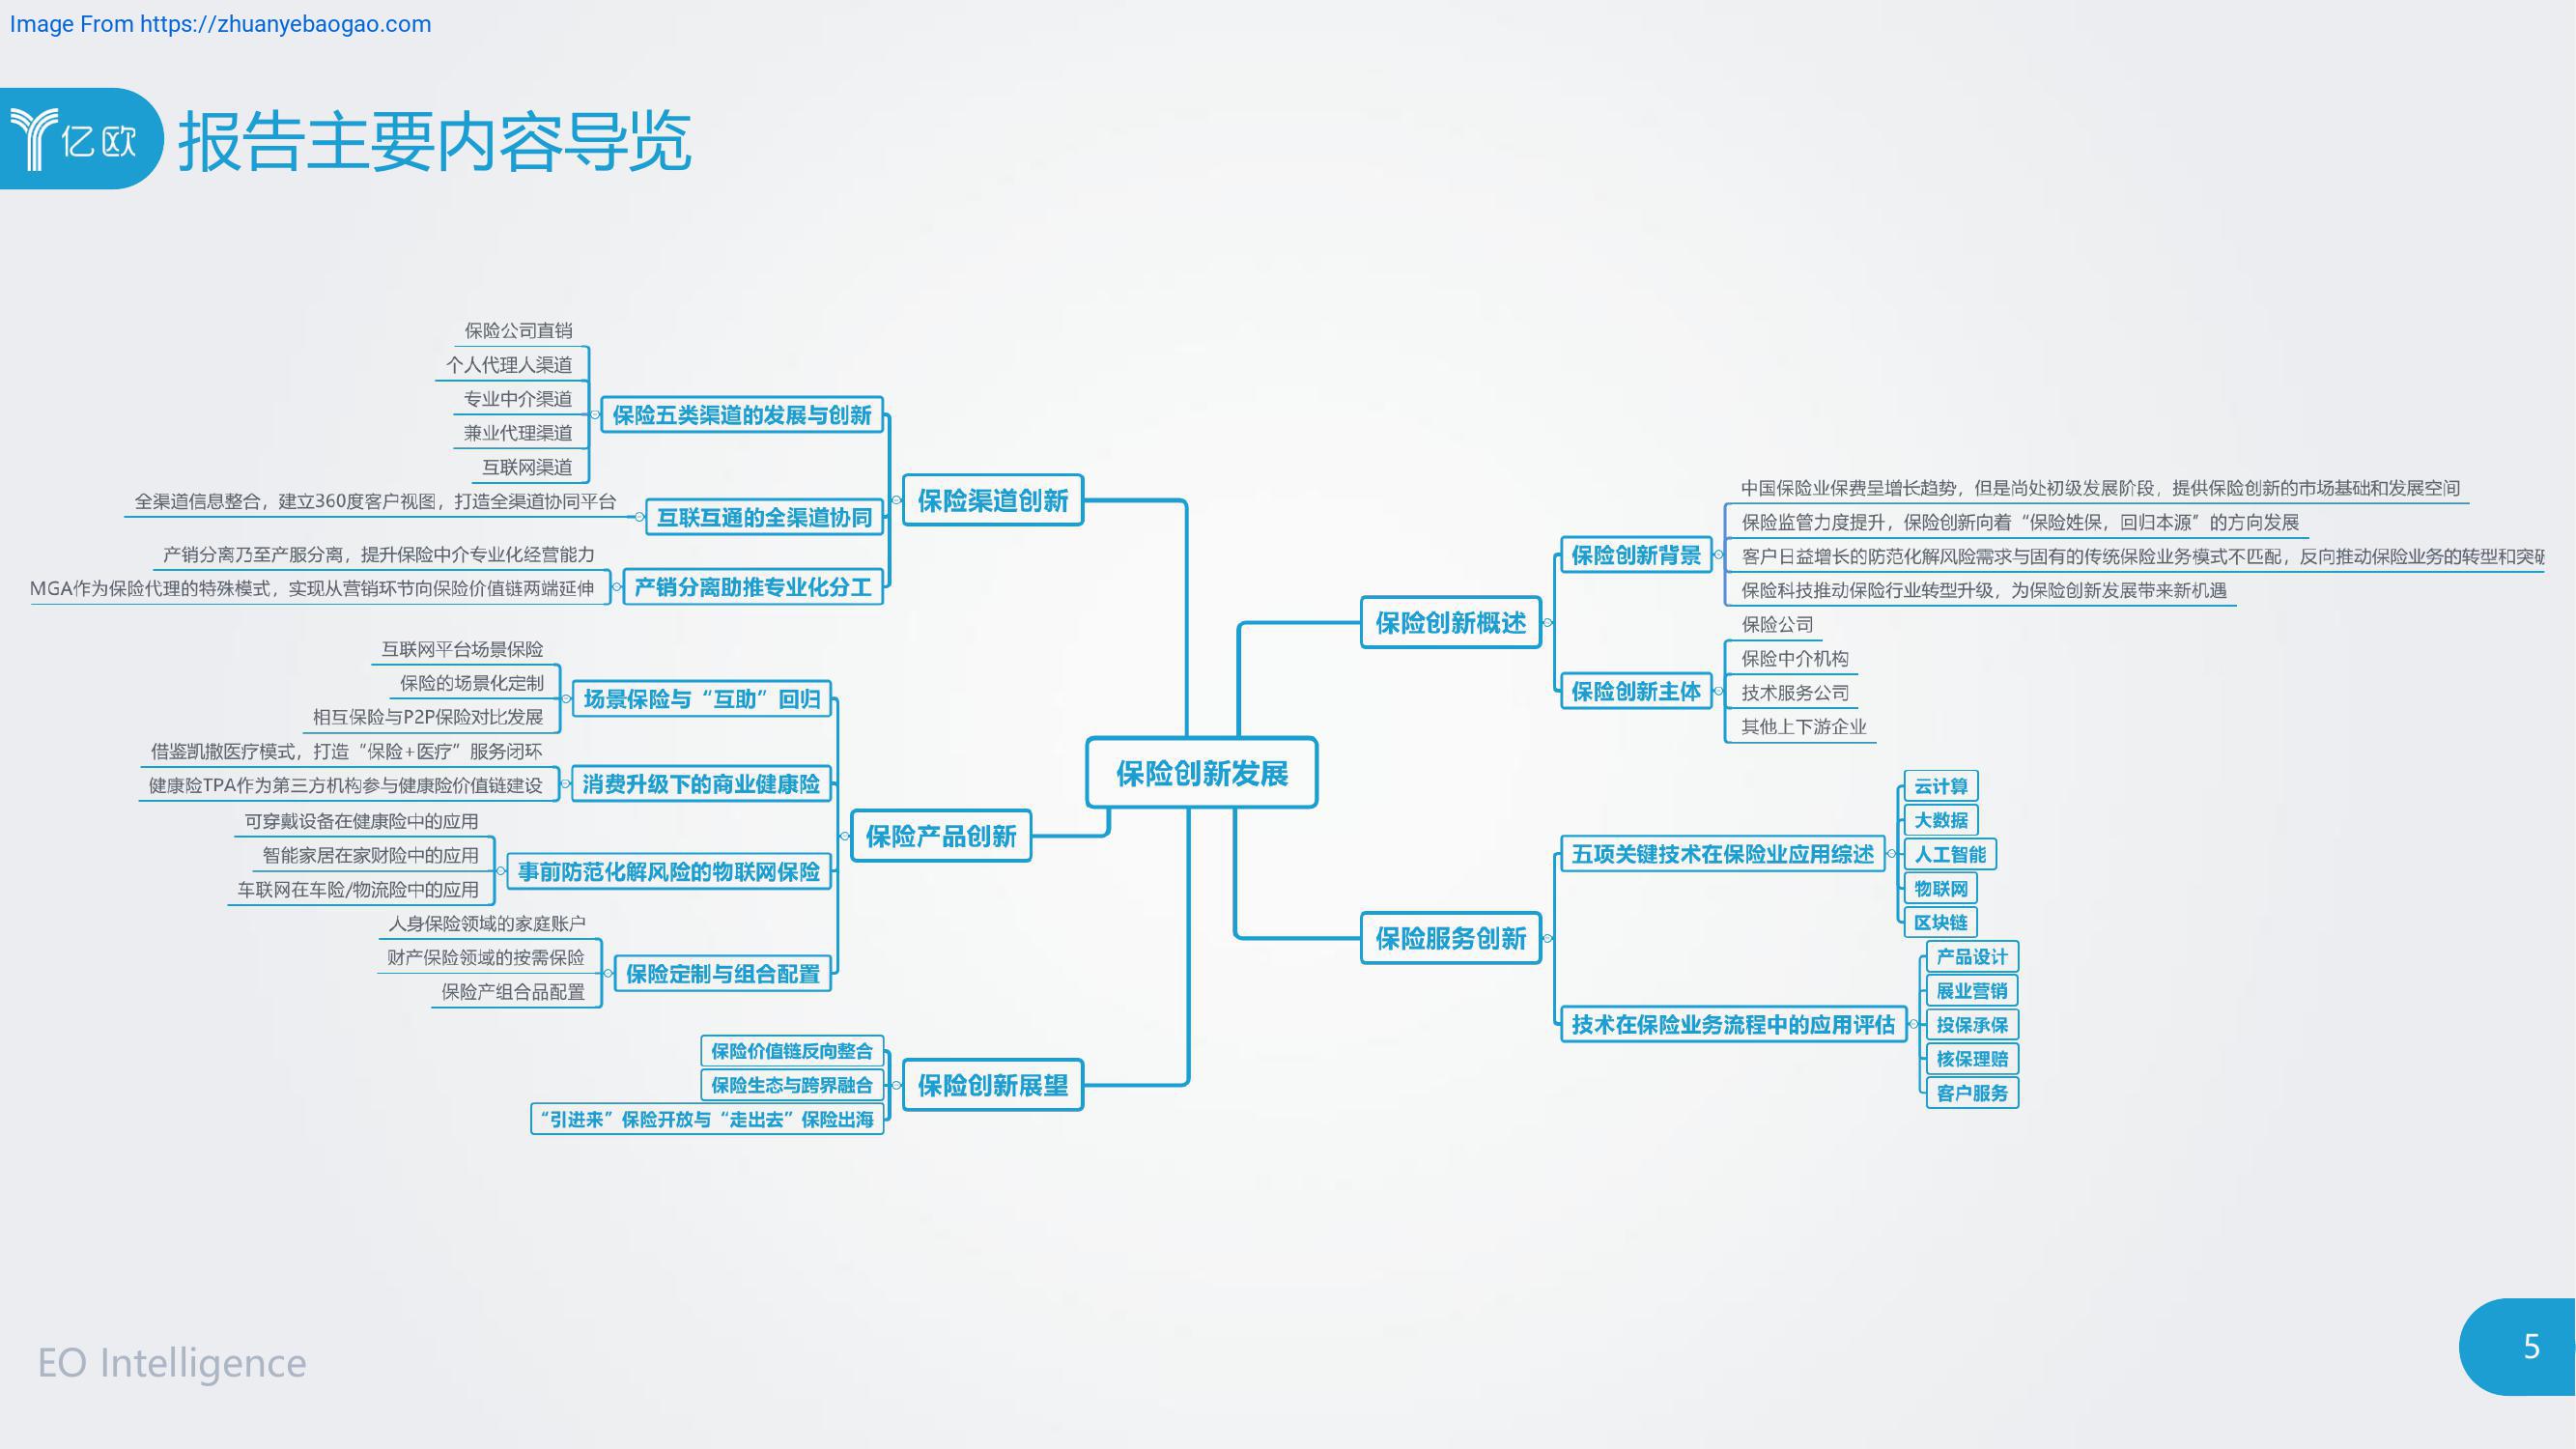 Image From https://zhuanyebaogao.com
亿欧
报告主要内容导览
保险公司直销
个人代理人渠道
专业中介渠道
兼业代理渠道
互联网渠道
保险五类渠道的发展与创新
全渠道信息整合，建立360度客户视图，打造全渠道协同平台
互联互通的全渠道协同
产销分离乃至产服分离，提升保险中介专业化经营能力
MGA作为保险代理的特殊模式，实现从营销环节向保险价值链两端延伸
产销分离助推专业化分工
保险渠道创新
互联网平台场景保险
保险的场景化定制
相互保险与P2P保险对比发展
场景保险与“互助”回归
借鉴凯撒医疗模式，打造“保险+医疗”服务闭环
健康险TPA作为第三方机构参与健康险价值链建设
消费升级下的商业健康险
可穿戴设备在健康险中的应用
智能家居在家财险中的应用
车联网在车险/物流险中的应用
事前防范化解风险的物联网保险
人身保险领域的家庭账户
财产保险领域的按需保险
保险产组合品配置
保险定制与组合配置
保险产品创新
保险价值链反向整合
保险生态与跨界融合
“引进来”保险开放与“走出去”保险出海
保险创新展望
保险创新发展
保险创新概述
保险创新背景
中国保险业保费呈增长趋势，但是尚处初级发展阶段，提供保险创新的市场基础和发展空间
保险监管力度提升，保险创新向着“保险姓保，回归本源”的方向发展
客户日益增长的防范化解风险需求与固有的传统保险业务模式不匹配，反向推动保险业务的转型和突破
保险科技推动保险行业转型升级，为保险创新发展带来新机遇
保险创新主体
保险公司
保险中介机构
技术服务公司
其他上下游企业
保险服务创新
五项关键技术在保险业应用综述
云计算
大数据
人工智能
物联网
区块链
技术在保险业务流程中的应用评估
产品设计
展业营销
投保承保
核保理赔
客户服务
EO Intelligence
5